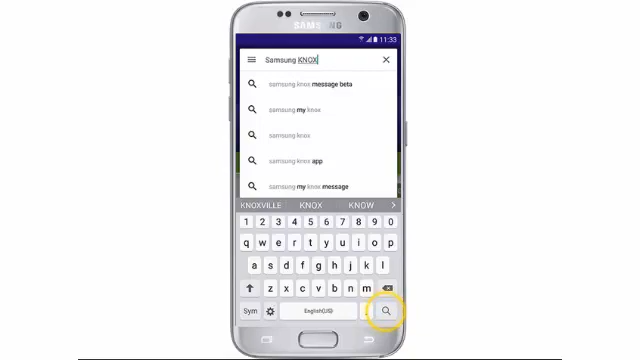 SAMSUNG
11:33
Samsung KNOX
samsung knox message beta
samsung my knox
samsung knox
samsung knox app
samsung my knox message
KNOXVILLE KNOX KNOW
1 2 3 4 5 6 7 8 9 0
q w e r t y u i o p
a s d f g h j k l
z x c v b n m
Sym English(US) .